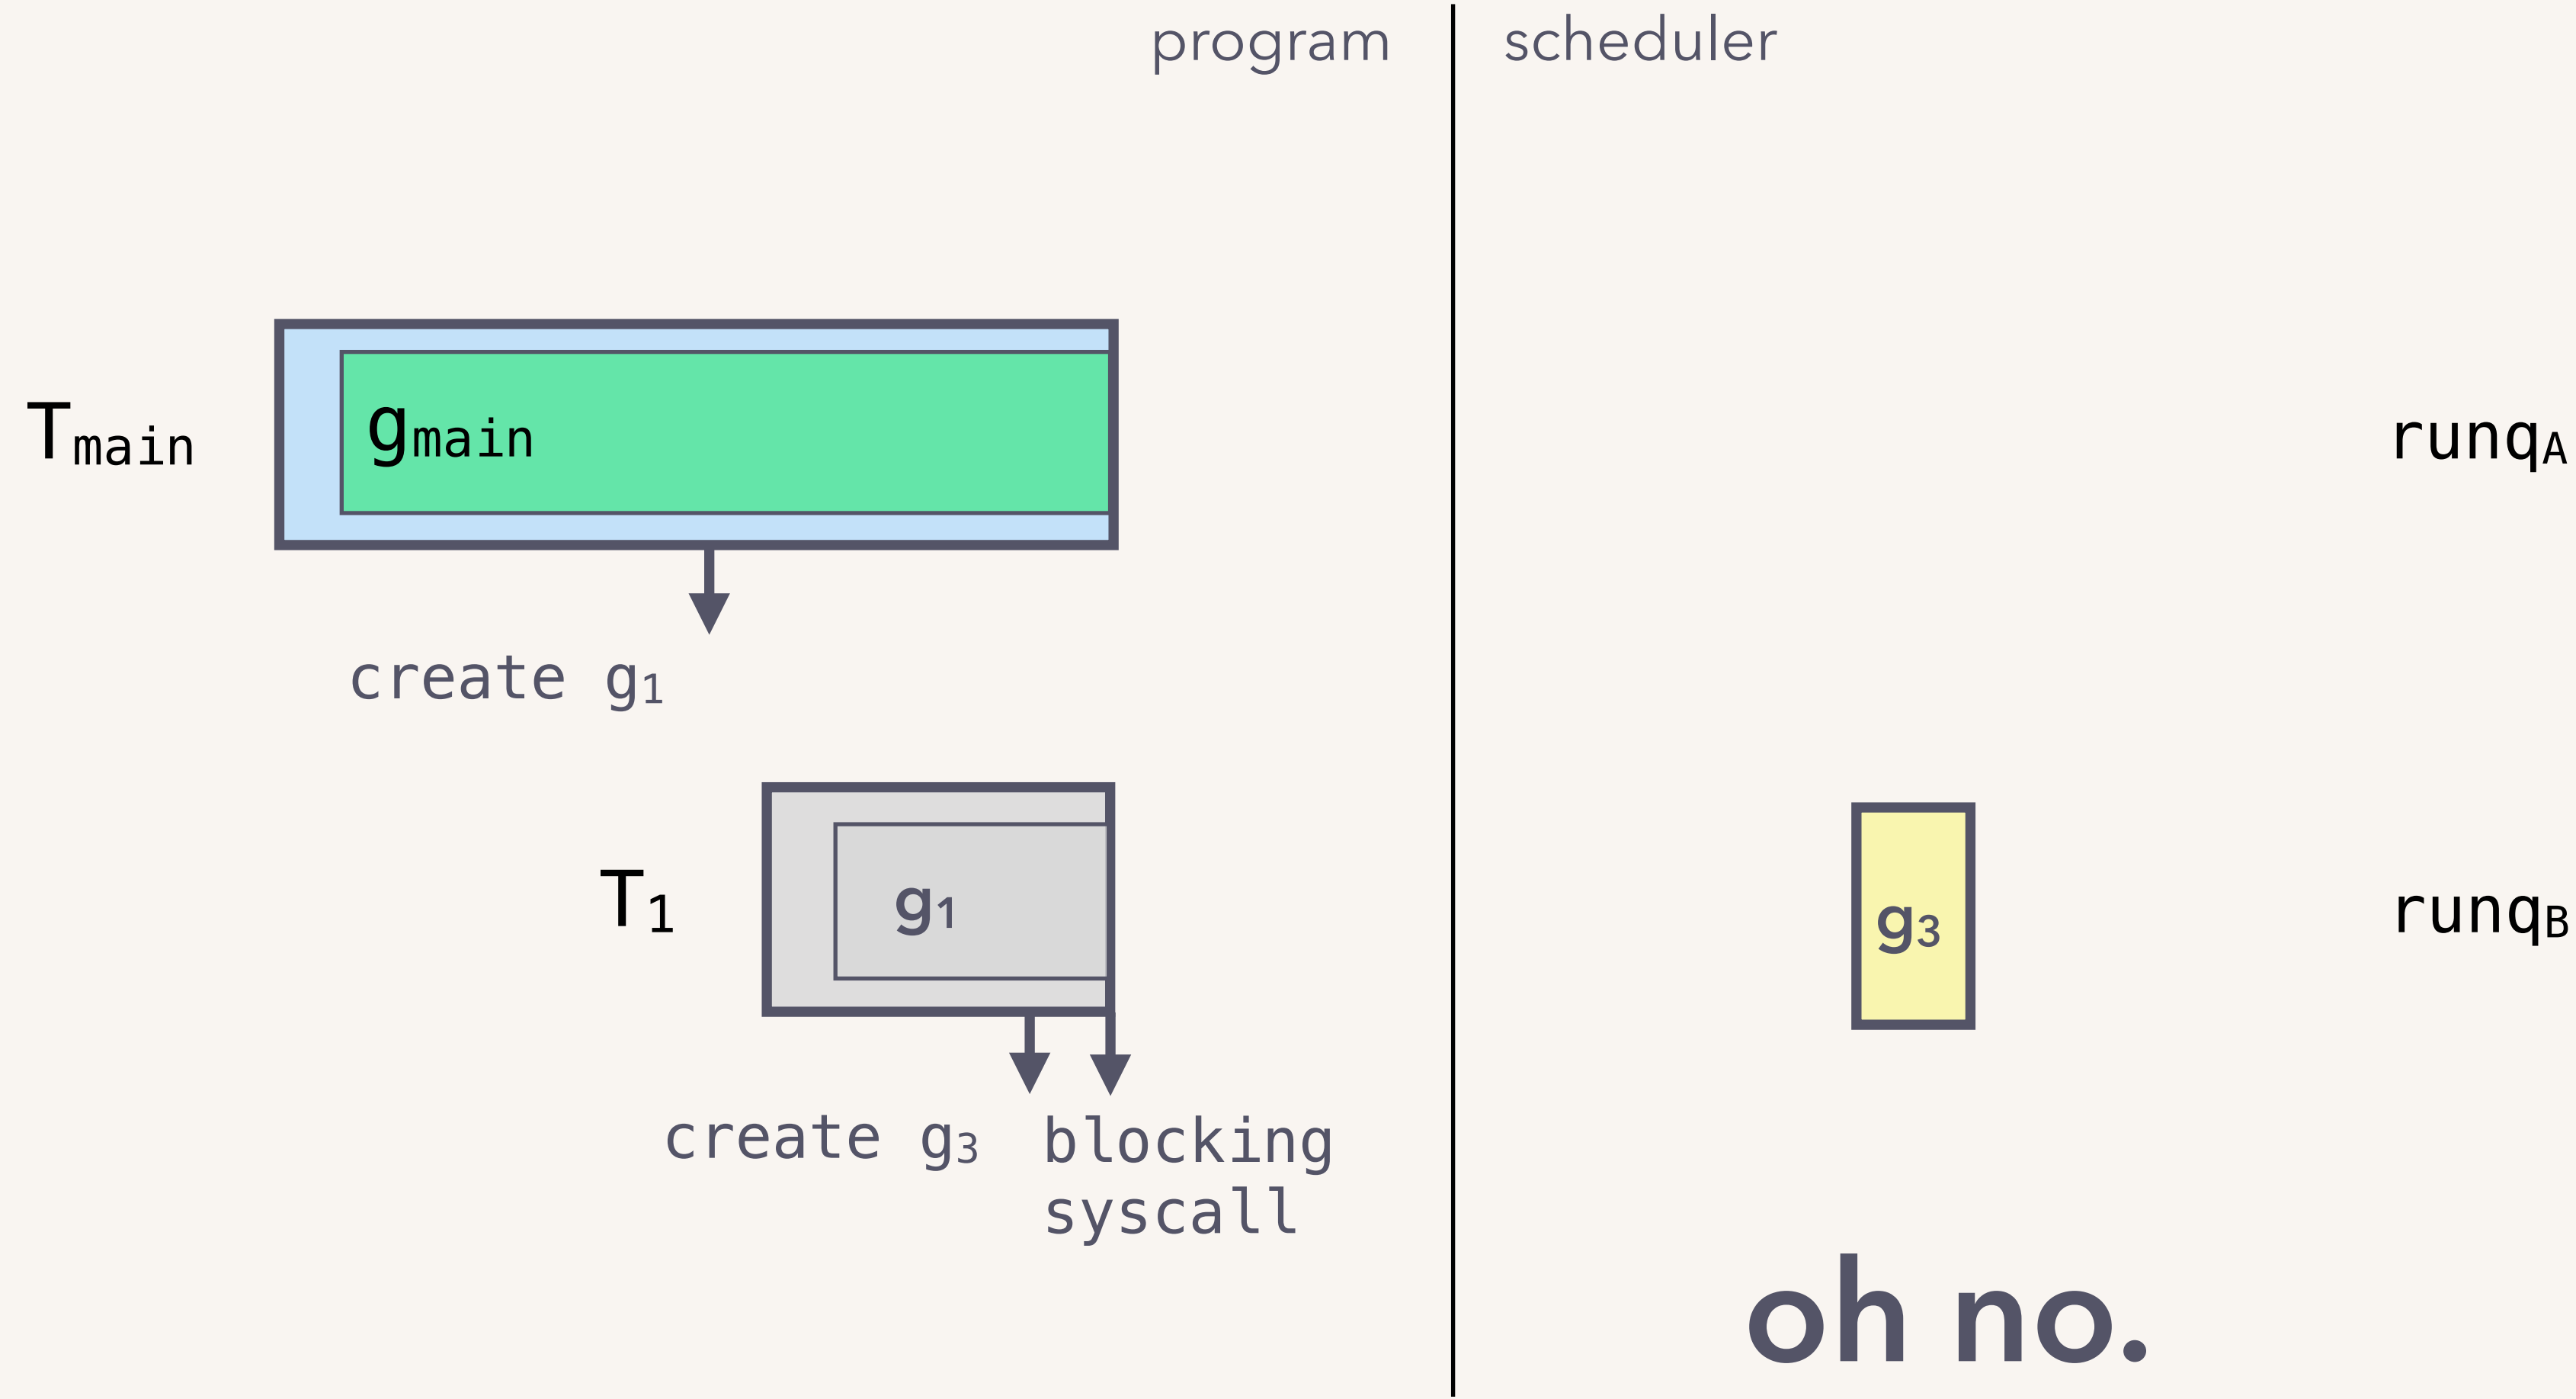 program
scheduler
Tmain
gmain
runqA
create g1
T1
g1
g3
runqB
create g3
blocking
syscall
oh no.